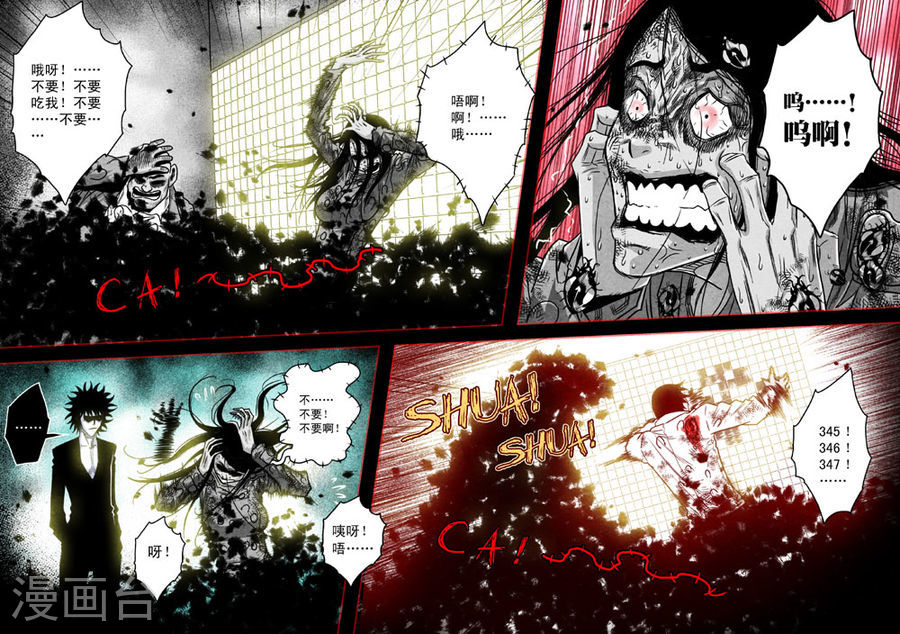 哦呀！……
不要！不要
吃我！不要
……不要…
…
CA！
唔啊！
啊！……
哦……
呜……！
呜啊！
……
不……
不要！
不要啊！
呀！
咦呀！
唔……
SHUA!
SHUA!
CA！
345！
346！
347！
……
漫画台